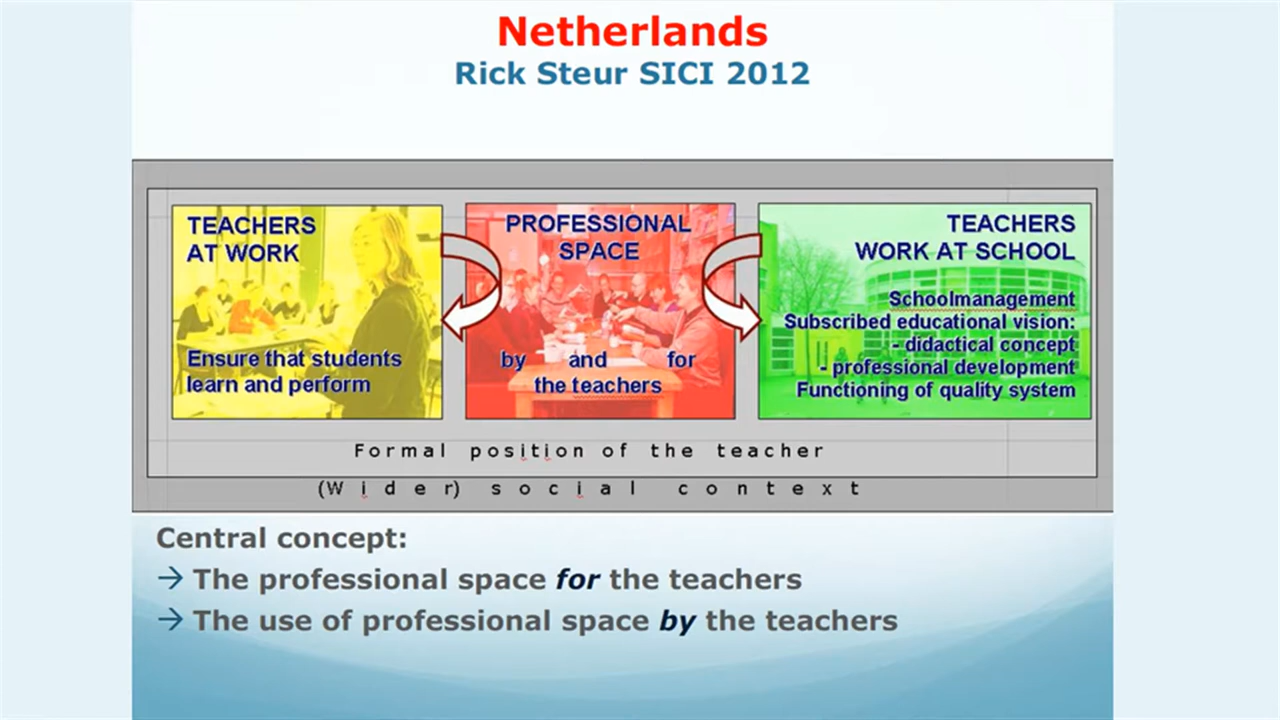 Netherlands
Rick Steur SICI 2012
TEACHERS
AT WORK
Ensure that students
learn and perform
PROFESSIONAL
SPACE
by and for
the teachers
TEACHERS
WORK AT SCHOOL
Schoolmanagement
Subscribed educational vision:
- didactical concept
- professional development
Functioning of quality system
Formal position of the teacher
(Wider) social context
Central concept:
→ The professional space for the teachers
→ The use of professional space by the teachers